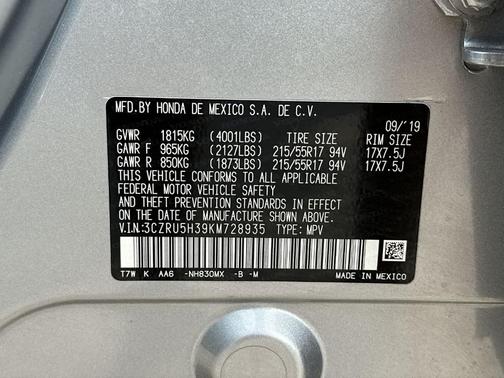 MFD.BY HONDA DE MEXICO S.A. DE C.V.
09/'19
GVWR 1815KG (4001LBS) TIRE SIZE RIM SIZE
GAWR F 965KG (2127LBS) 215/55R17 94V 17X7.5J
GAWR R 850KG (1873LBS) 215/55R17 94V 17X7.5J
THIS VEHICLE CONFORMS TO ALL APPLICABLE
FEDERAL MOTOR VEHICLE SAFETY
AND THEFT PREVENTION STANDARDS IN EFFECT ON THE
DATE OF MANUFACTURE SHOWN ABOVE.
V.I.N:3CZRU5H39KM728935 TYPE: MPV
T7W K AA6 -NH830MX -B -M
MADE IN MEXICO